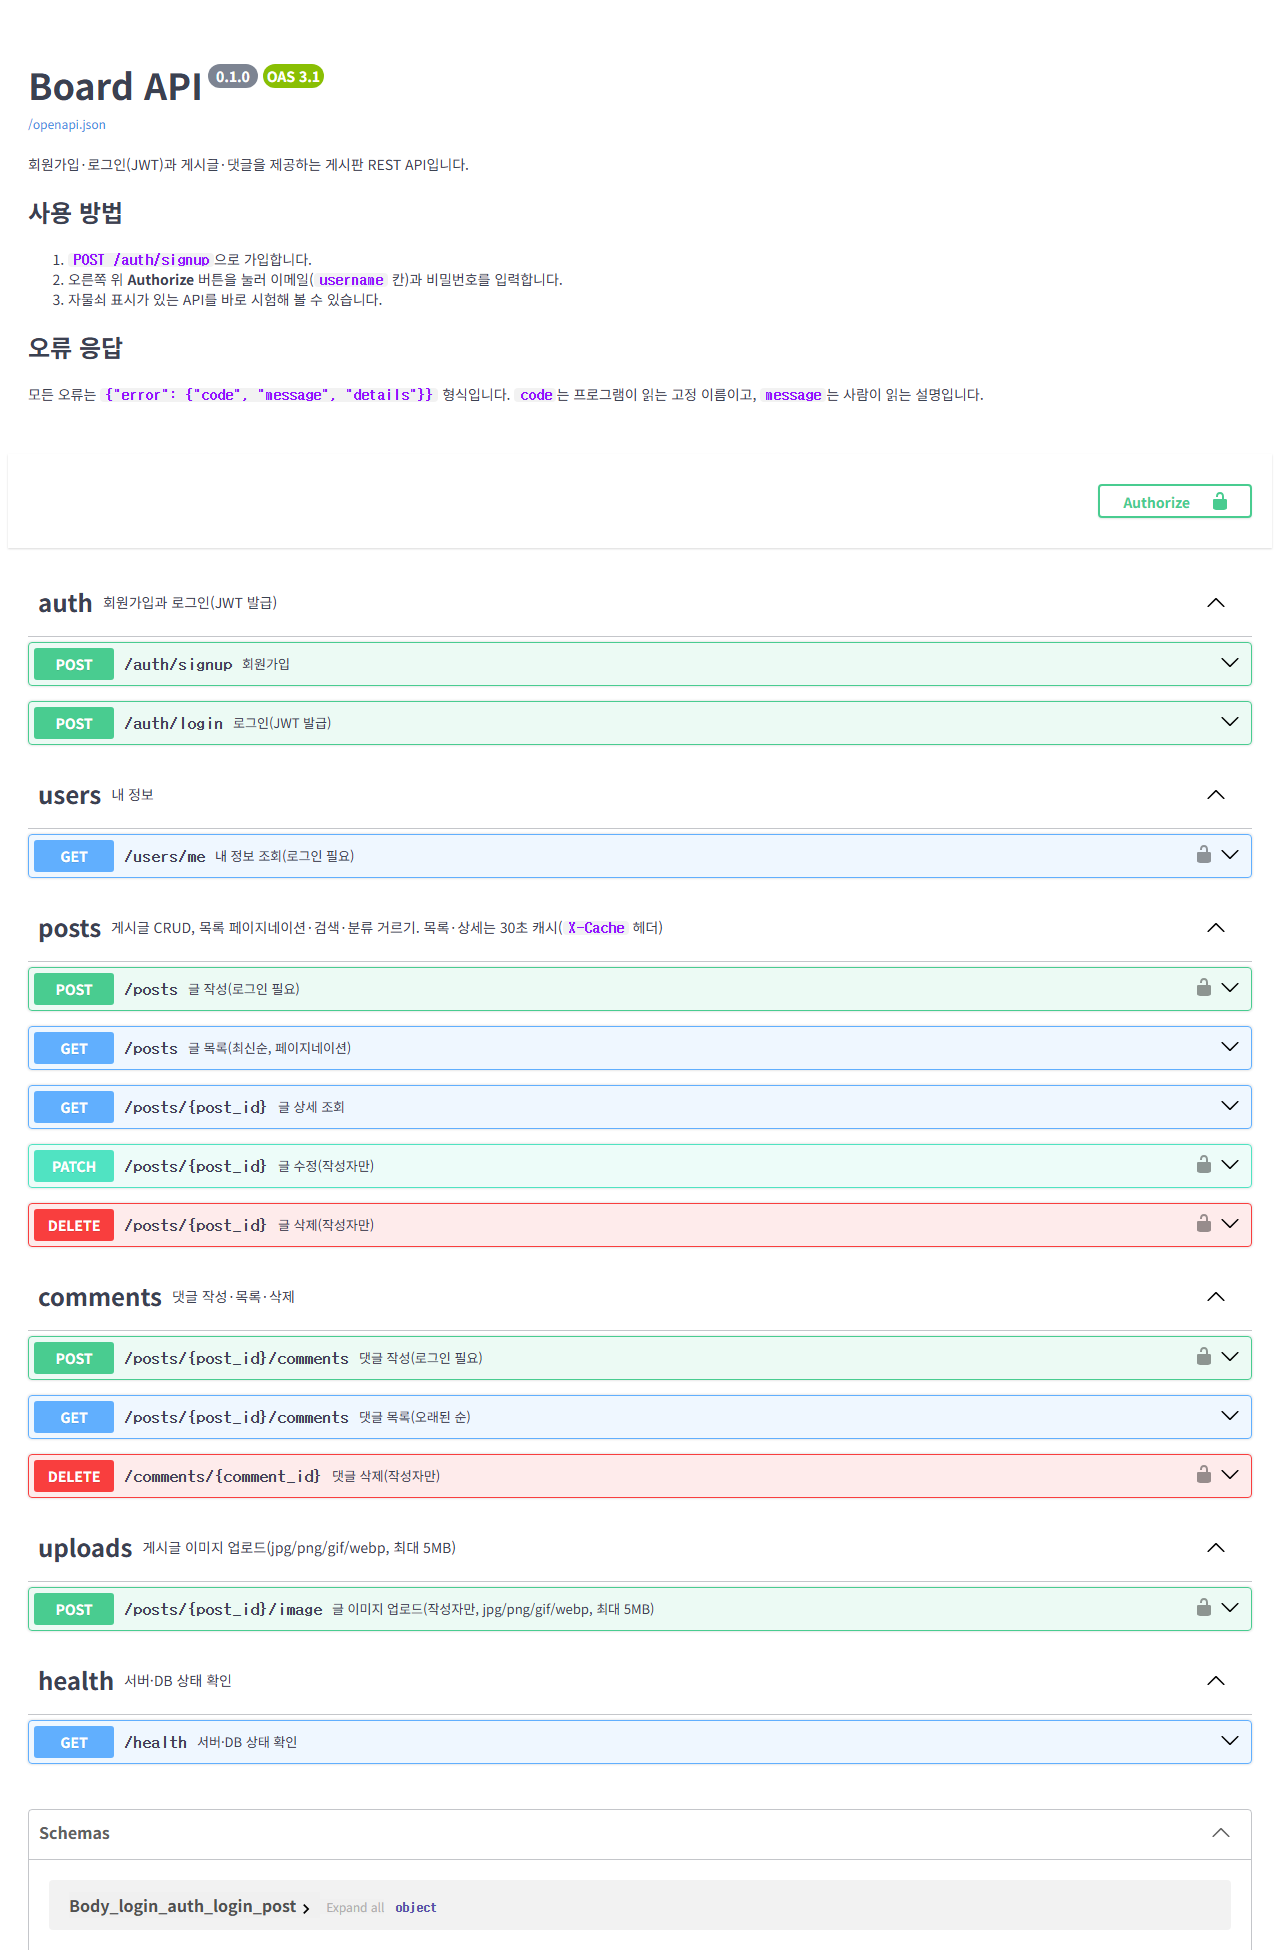 Board API 0.1.0 OAS 3.1
/openapi.json
회원가입·로그인(JWT)과 게시글·댓글을 제공하는 게시판 REST API입니다.
사용 방법
1. POST /auth/signup 으로 가입합니다.
2. 오른쪽 위 Authorize 버튼을 눌러 이메일( username 칸)과 비밀번호를 입력합니다.
3. 자물쇠 표시가 있는 API를 바로 시험해 볼 수 있습니다.
오류 응답
모든 오류는 {"error": {"code", "message", "details"}} 형식입니다. code 는 프로그램이 읽는 고정 이름이고, message 는 사람이 읽는 설명입니다.
Authorize
auth 회원가입과 로그인(JWT 발급)
POST /auth/signup 회원가입
POST /auth/login 로그인(JWT 발급)
users 내 정보
GET /users/me 내 정보 조회(로그인 필요)
posts 게시글 CRUD, 목록 페이지네이션·검색·분류 거르기. 목록·상세는 30초 캐시( X-Cache 헤더)
POST /posts 글 작성(로그인 필요)
GET /posts 글 목록(최신순, 페이지네이션)
GET /posts/{post_id} 글 상세 조회
PATCH /posts/{post_id} 글 수정(작성자만)
DELETE /posts/{post_id} 글 삭제(작성자만)
comments 댓글 작성·목록·삭제
POST /posts/{post_id}/comments 댓글 작성(로그인 필요)
GET /posts/{post_id}/comments 댓글 목록(오래된 순)
DELETE /comments/{comment_id} 댓글 삭제(작성자만)
uploads 게시글 이미지 업로드(jpg/png/gif/webp, 최대 5MB)
POST /posts/{post_id}/image 글 이미지 업로드(작성자만, jpg/png/gif/webp, 최대 5MB)
health 서버·DB 상태 확인
GET /health 서버·DB 상태 확인
Schemas
Body_login_auth_login_post Expand all object